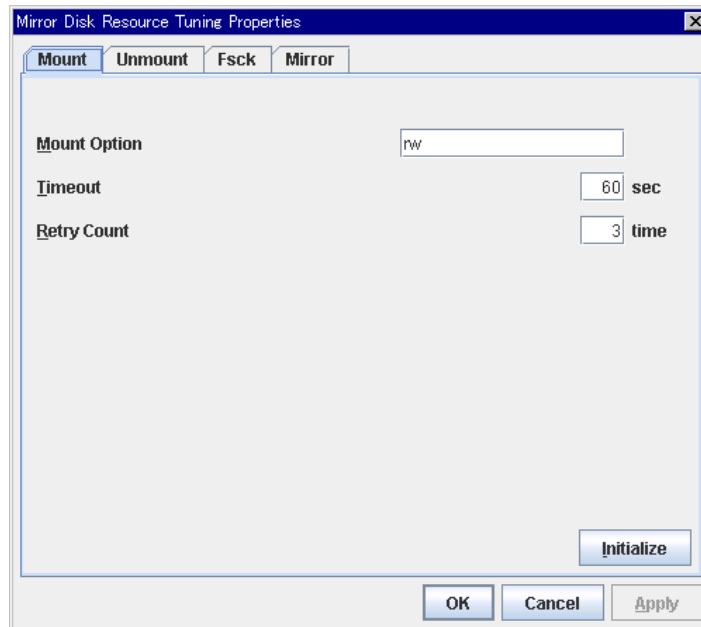 Mirror Disk Resource Tuning Properties
Mount Unmount Fsck Mirror
Mount Option rw
Timeout 60 sec
Retry Count 3 time
Initialize
OK Cancel Apply